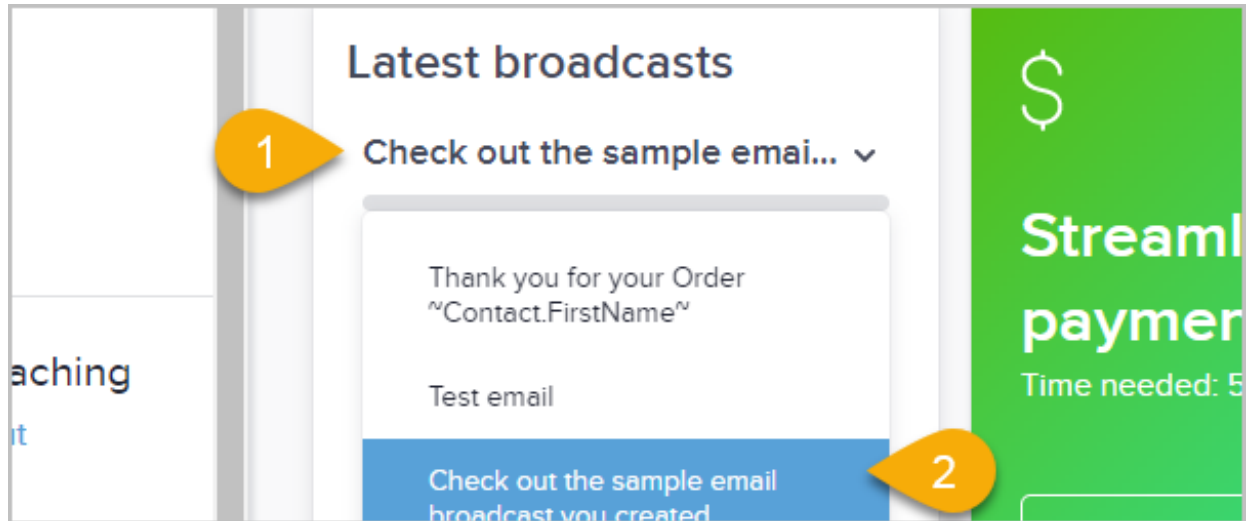 Latest broadcasts
1
Check out the sample emai...
Thank you for your Order
~Contact.FirstName~
Test email
Check out the sample email
broadcast you created
2
aching
it
$
Streaml
paymen
Time needed: 5